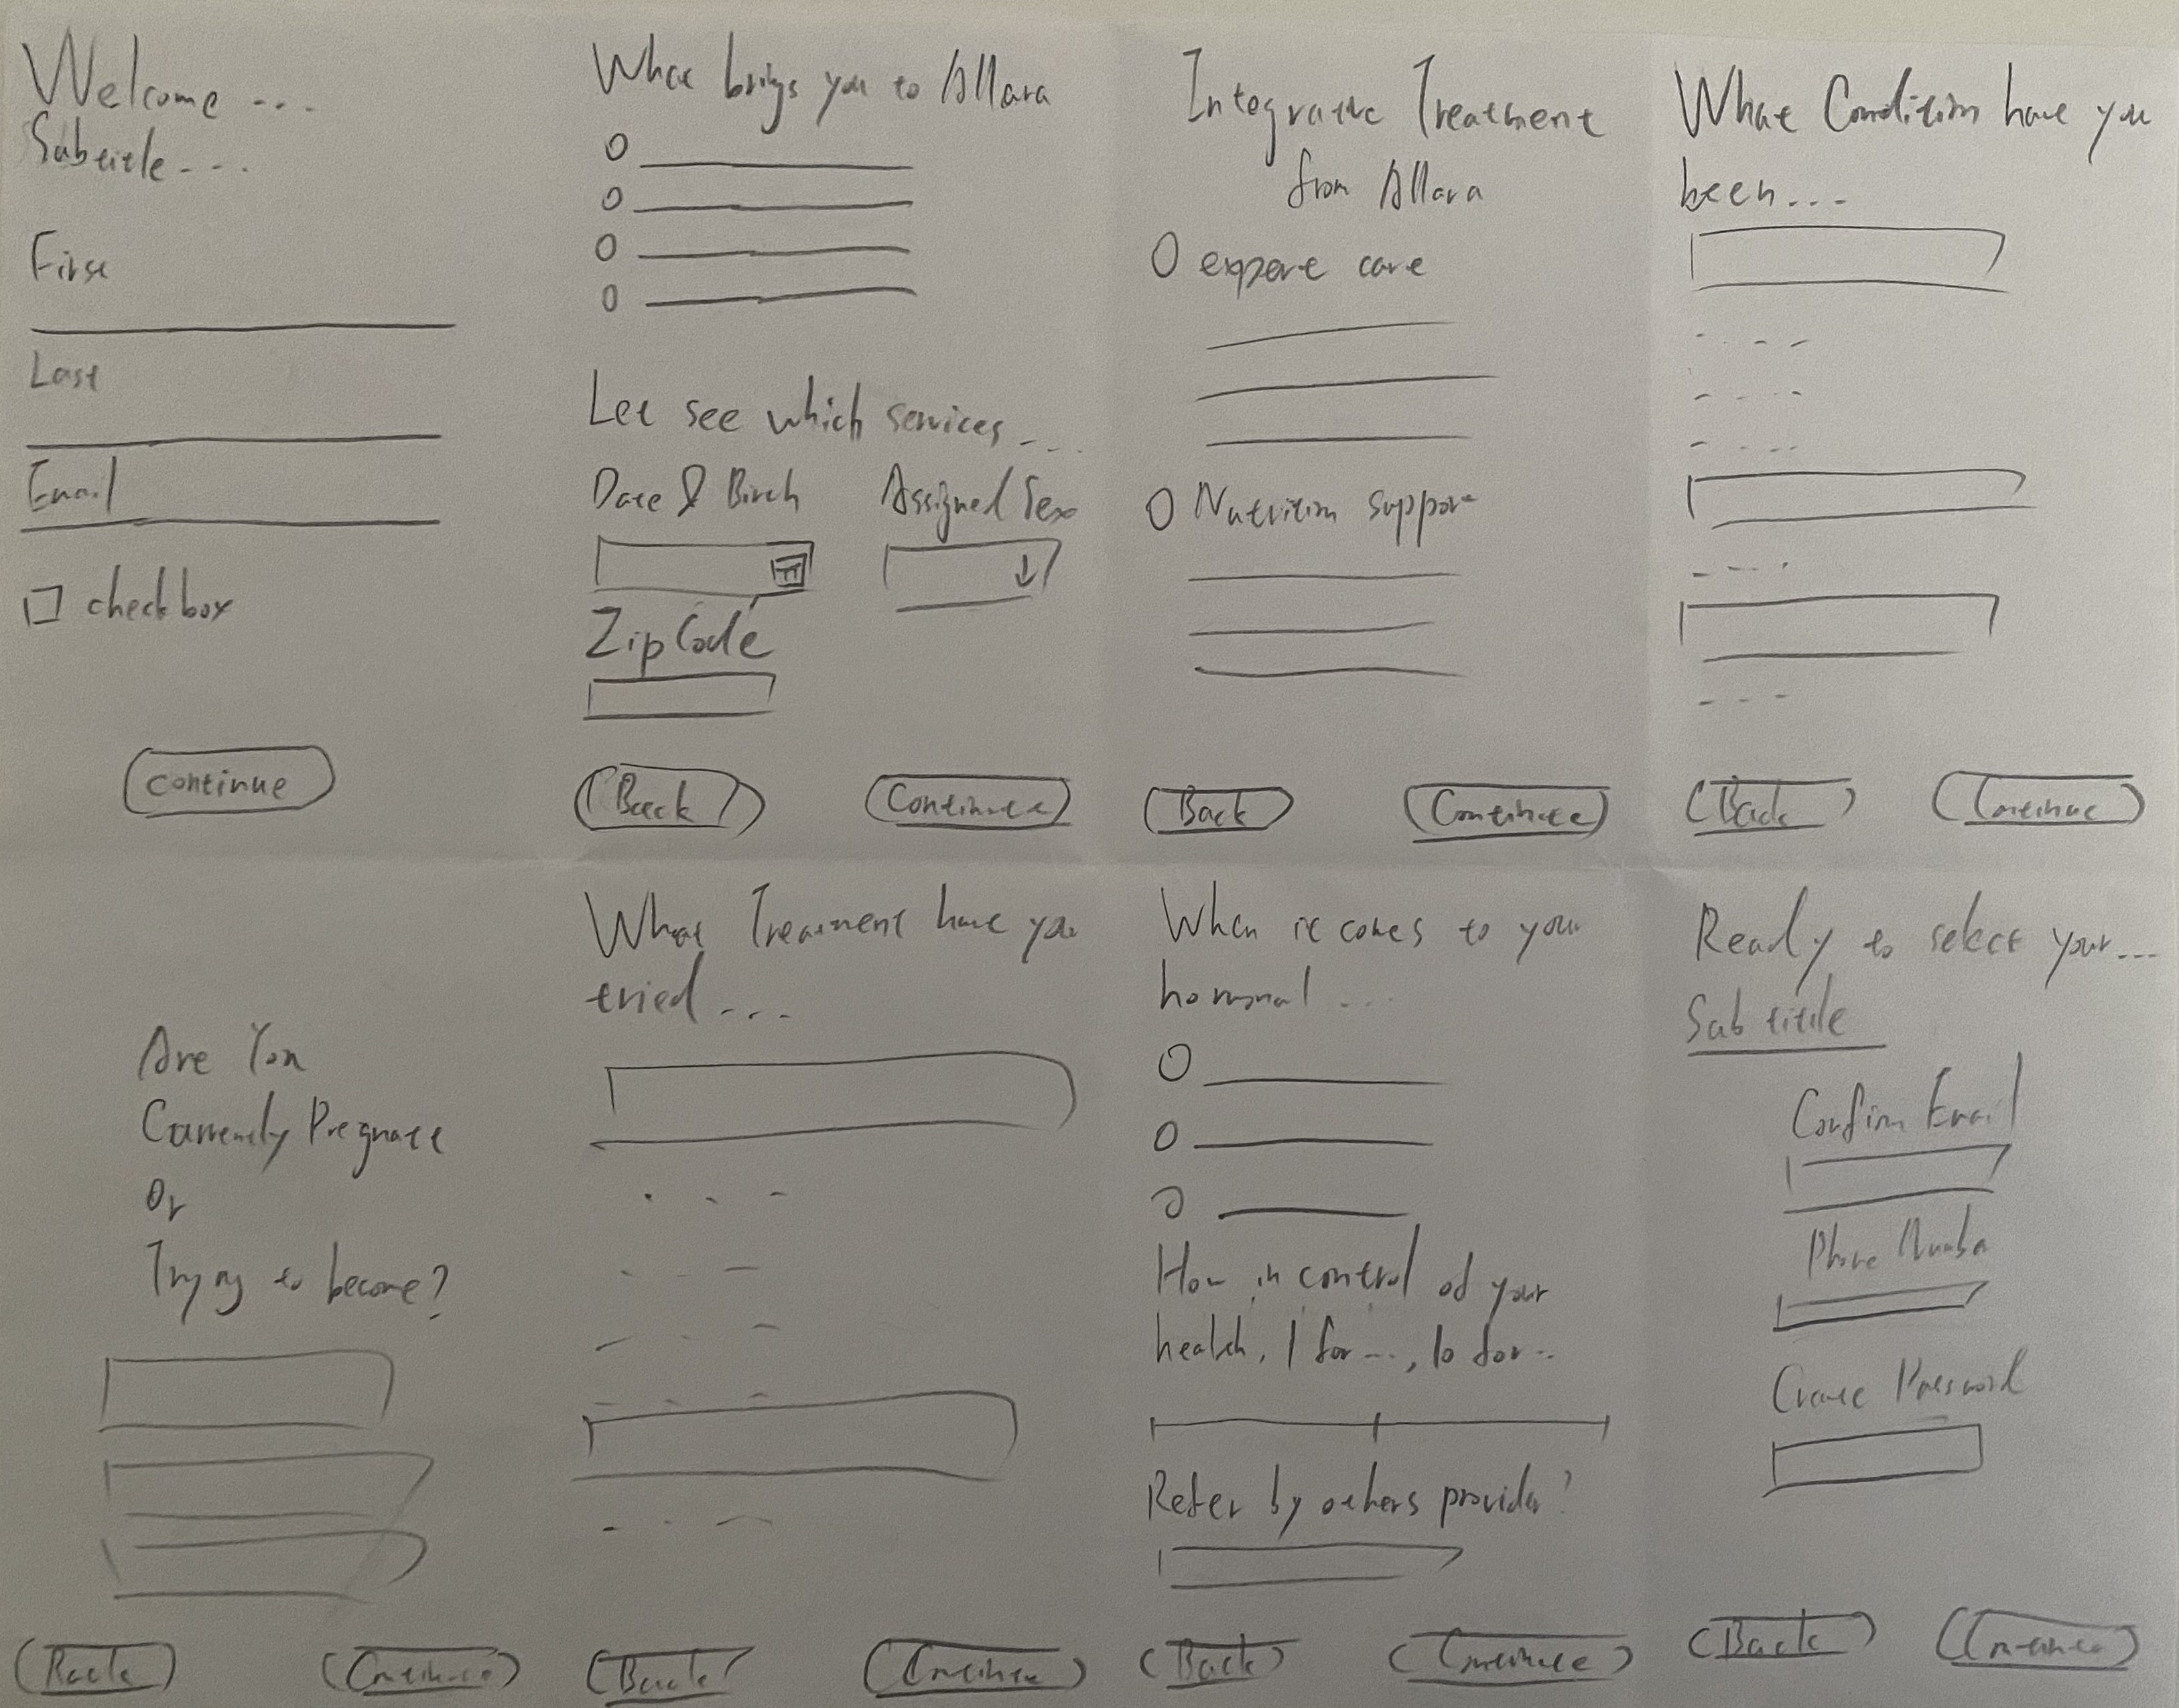 Welcome ...
Subtitle ...
First
Last
Email
checkbox
Continue
What brings you to Allara
Let see which services ...
Date of Birth
Assigned Sex
Zip Code
Back
Continue
Integrative Treatment
from Allara
expert care
Nutrition support
Back
Continue
What Condition have you
been...
Back
Continue
Are You
Currently Pregnant
Or
Trying to become?
Back
Continue
What Treatment have you
tried ...
Back
Continue
When it comes to your
hormonal ...
How in control of your
health, 1 for ..., 10 for ..
Refer by others provider?
Back
Continue
Ready to select your ...
Subtitle
Confirm Email
Phone Number
Create Password
Back
Continue